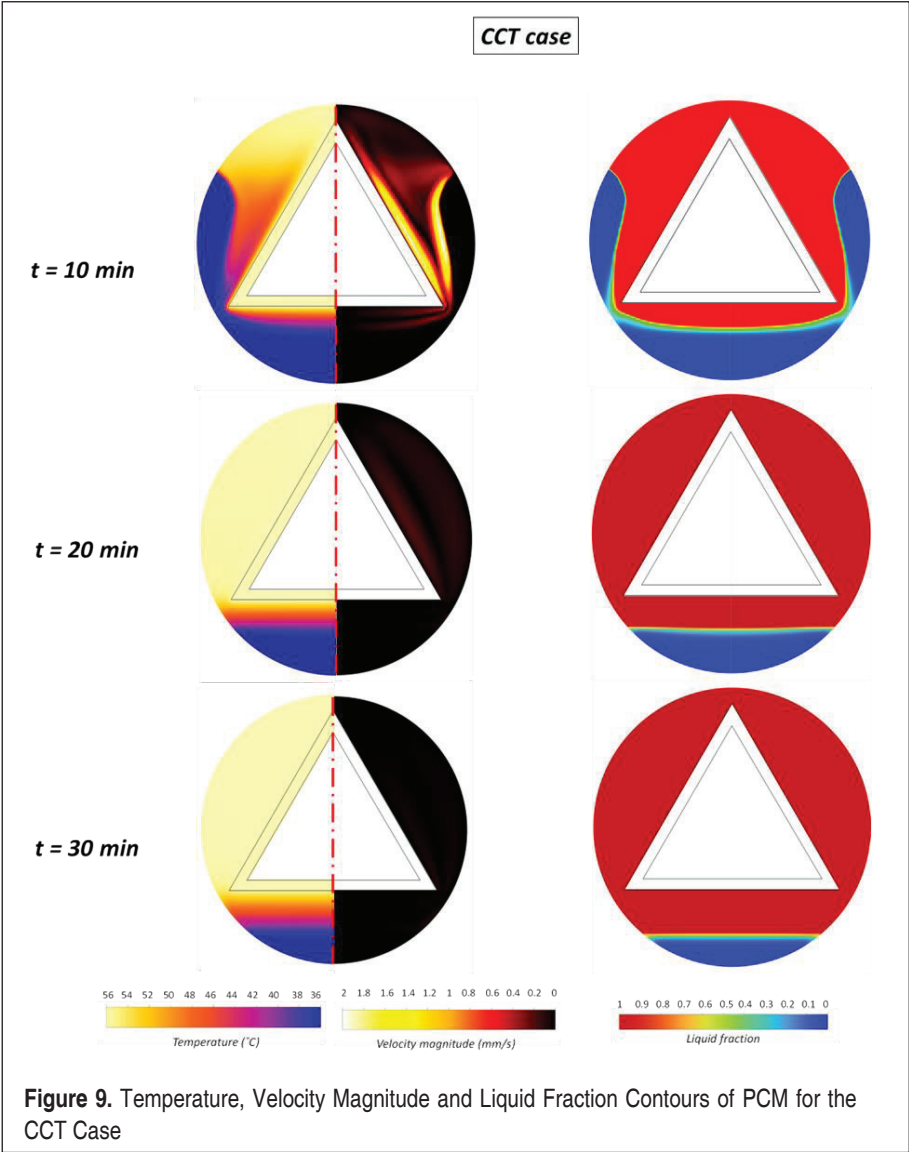 CCT case
t = 10 min
t = 20 min
t = 30 min
56 54 52 50 48 46 44 42 40 38 36
Temperature (˚C)
2 1.8 1.6 1.4 1.2 1 0.8 0.6 0.4 0.2 0
Velocity magnitude (mm/s)
1 0.9 0.8 0.7 0.6 0.5 0.4 0.3 0.2 0.1 0
Liquid fraction
Figure 9. Temperature, Velocity Magnitude and Liquid Fraction Contours of PCM for the
CCT Case